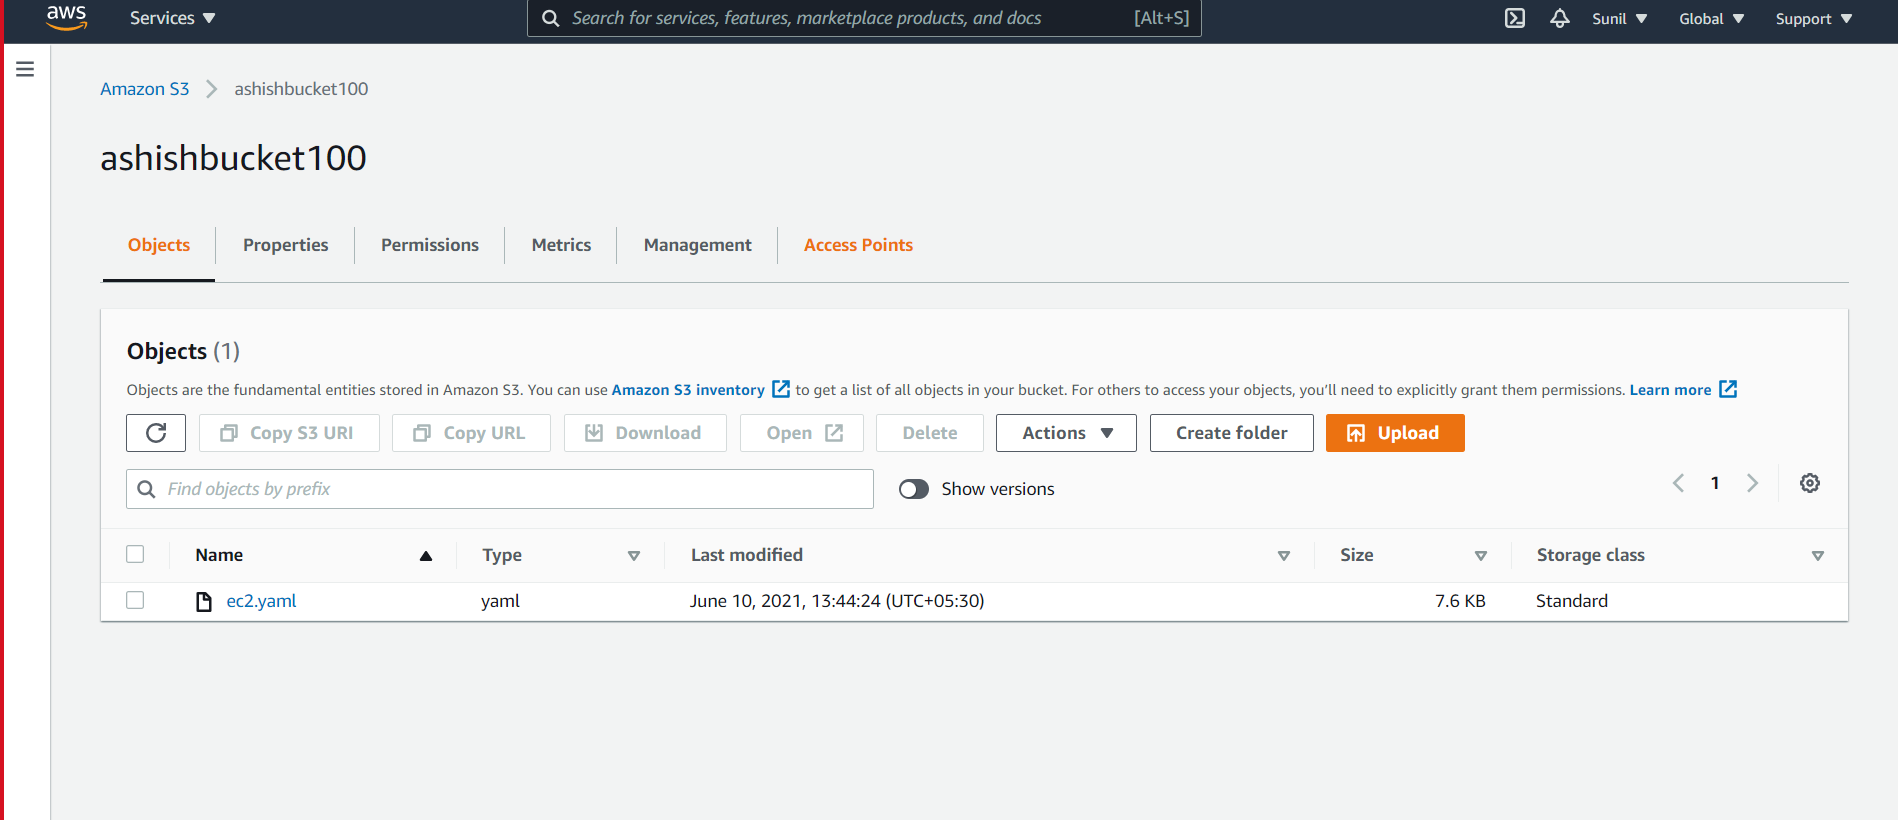 aws Services Search for services, features, marketplace products, and docs [Alt+S] Sunil Global Support
Amazon S3 ashishbucket100
ashishbucket100
Objects Properties Permissions Metrics Management Access Points
Objects (1)
Objects are the fundamental entities stored in Amazon S3. You can use Amazon S3 inventory to get a list of all objects in your bucket. For others to access your objects, you'll need to explicitly grant them permissions. Learn more
Copy S3 URI Copy URL Download Open Delete Actions Create folder Upload
Find objects by prefix Show versions 1
Name Type Last modified Size Storage class
ec2.yaml yaml June 10, 2021, 13:44:24 (UTC+05:30) 7.6 KB Standard